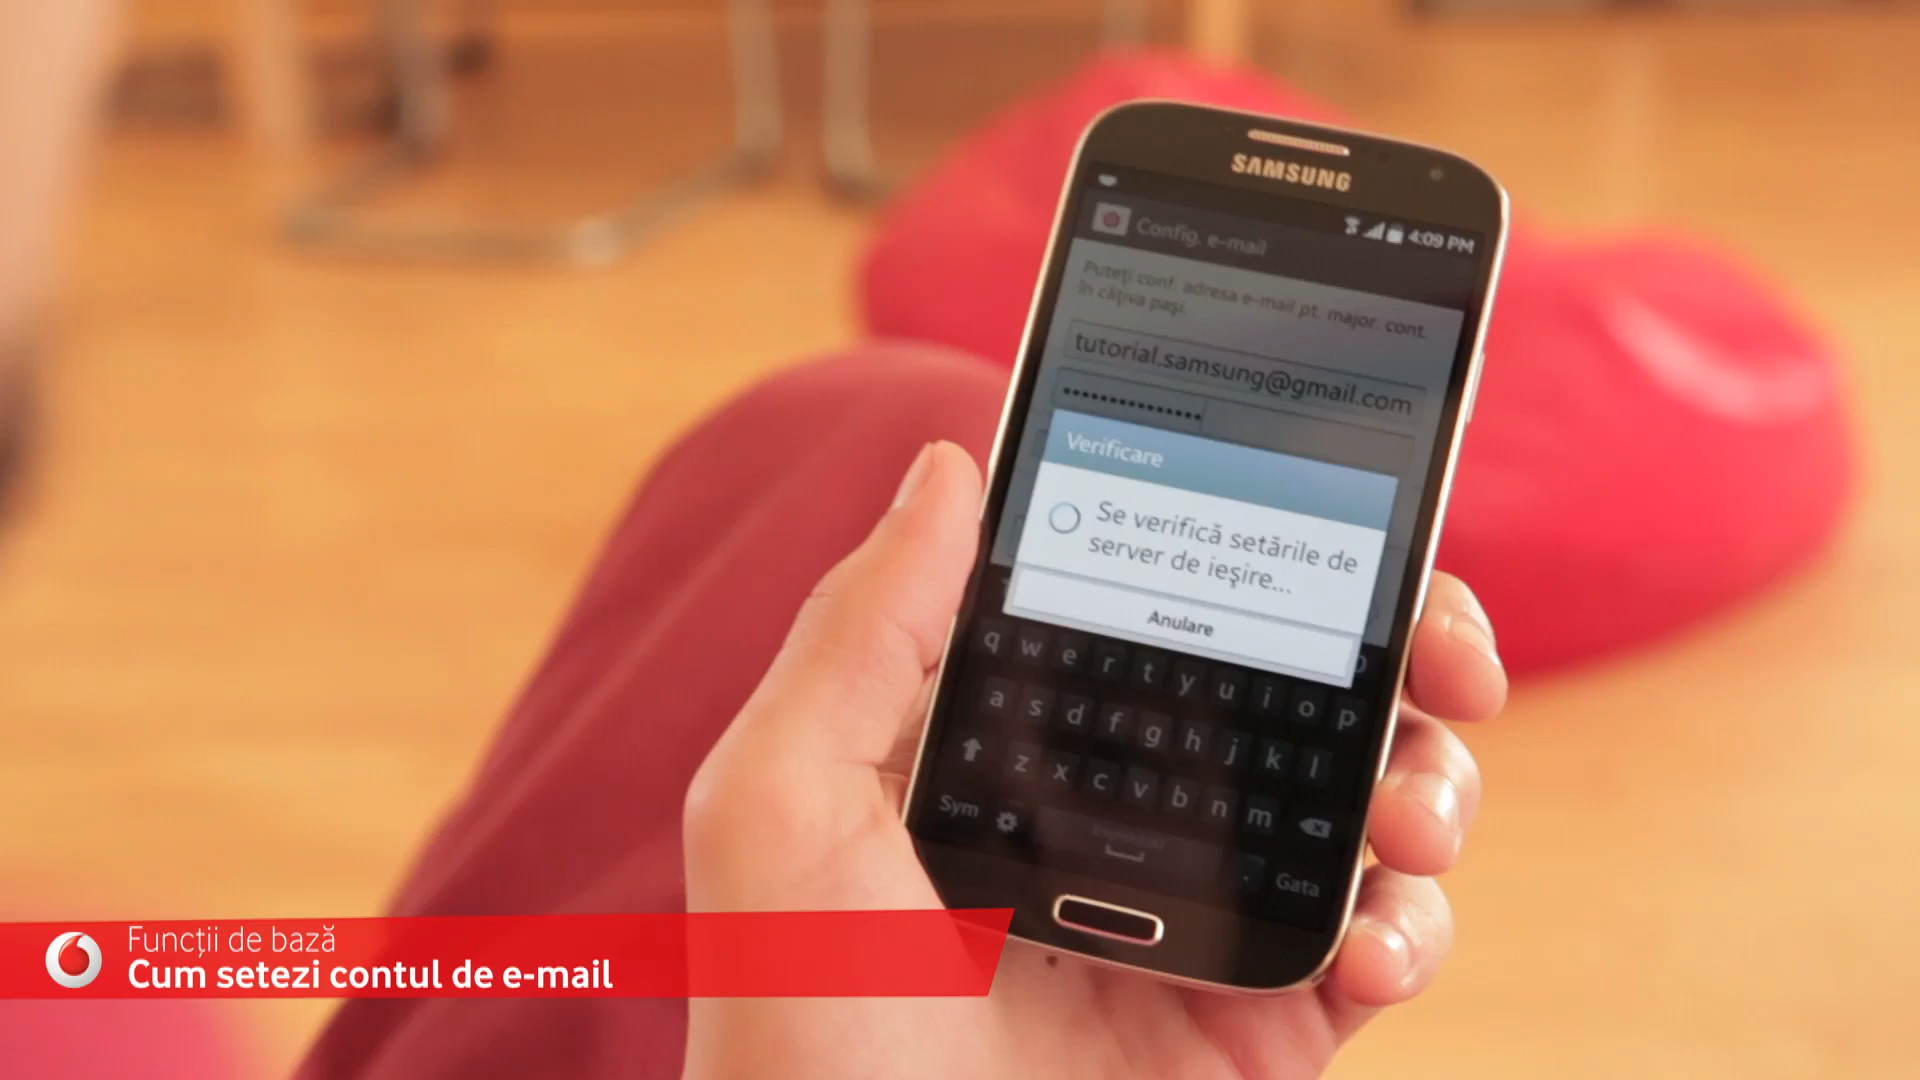 SAMSUNG
4:09 PM
Config. e-mail
Puteți conf. adresa e-mail pt. major. cont.
în câțiva pași.
tutorial.samsung@gmail.com
•••••••••••••••
Verificare
Se verifică setările de
server de ieșire...
Anulare
q w e r t y u i o p
a s d f g h j k l
z x c v b n m
Sym
. Gata
Funcții de bază
Cum setezi contul de e-mail